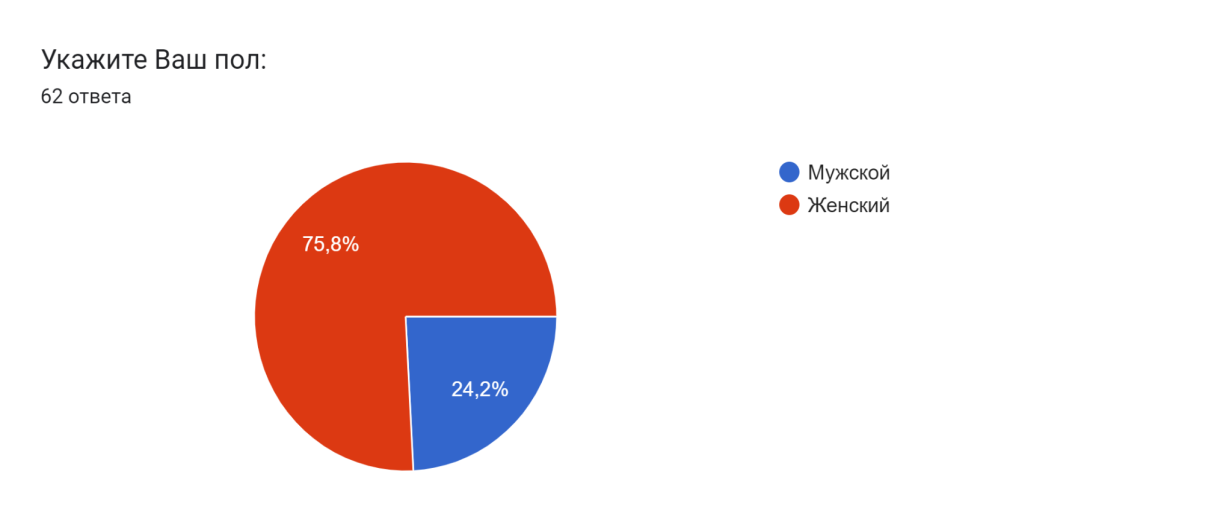 Укажите Ваш пол:
62 ответа
Мужской
Женский
75,8%
24,2%